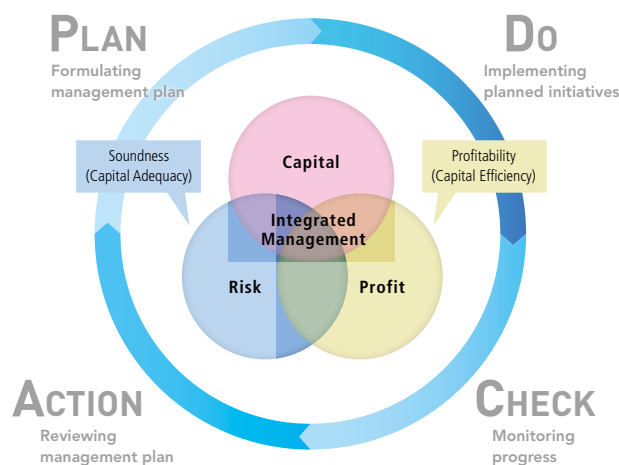 PLAN
Formulating
management plan
DO
Implementing
planned initiatives
Soundness
(Capital Adequacy)
Profitability
(Capital Efficiency)
Capital
Integrated
Management
Risk
Profit
ACTION
Reviewing
management plan
CHECK
Monitoring
progress